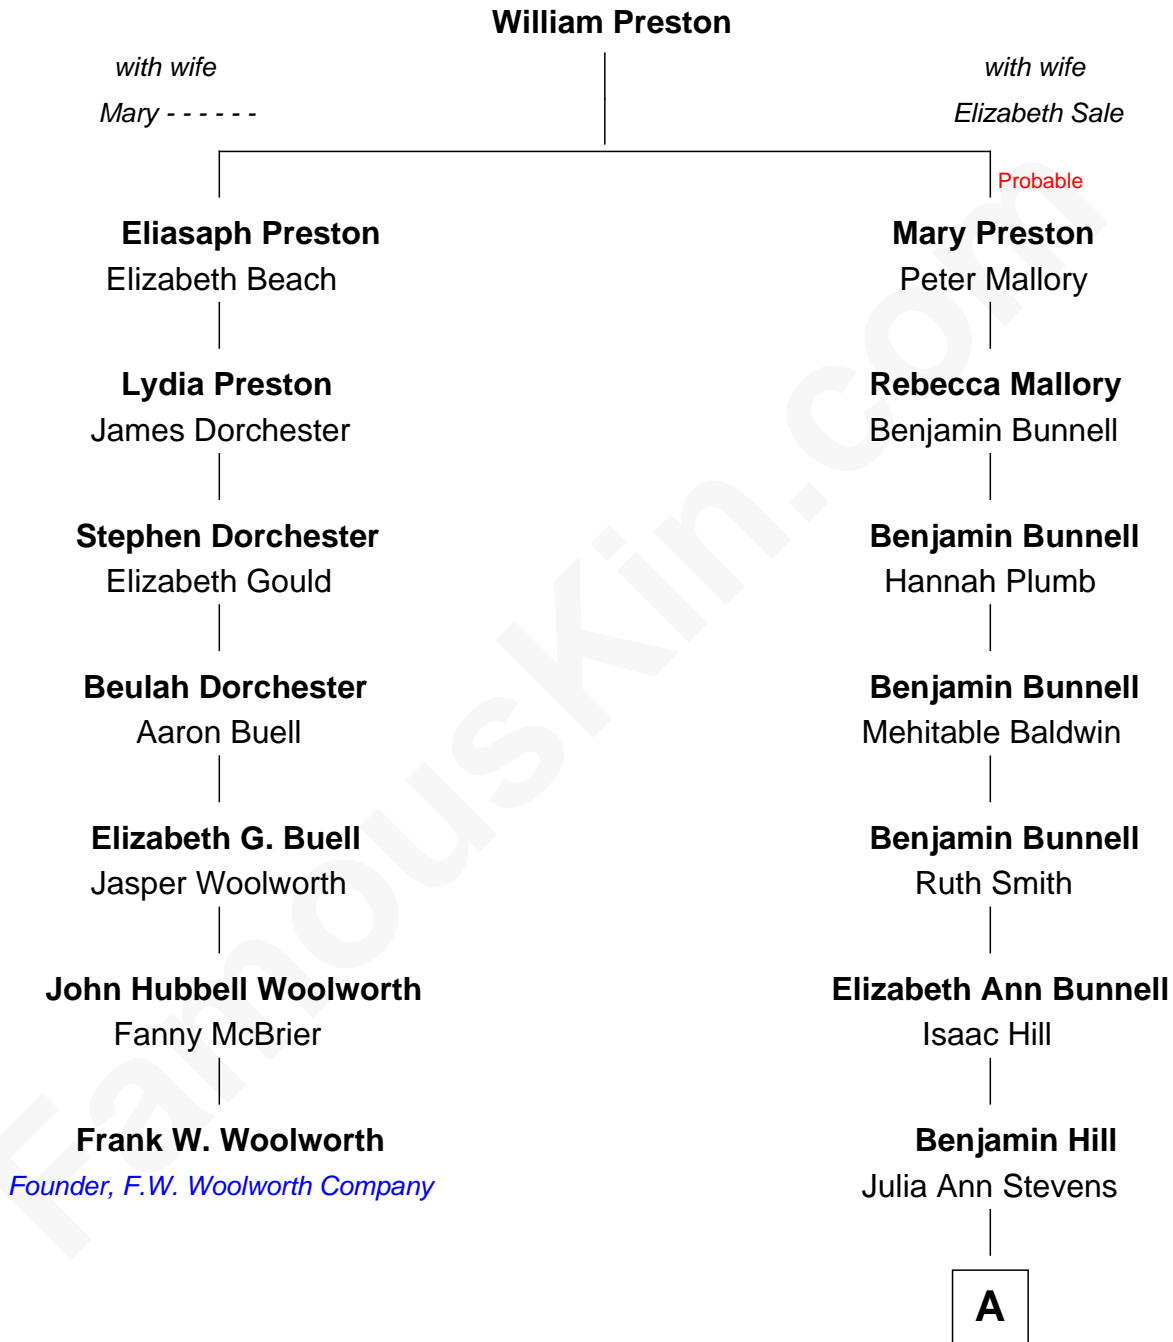 William Preston
with wife
Mary - - - - - -
with wife
Elizabeth Sale
Probable
Eliasaph Preston
Elizabeth Beach
Mary Preston
Peter Mallory
Lydia Preston
James Dorchester
Rebecca Mallory
Benjamin Bunnell
Stephen Dorchester
Elizabeth Gould
Benjamin Bunnell
Hannah Plumb
Beulah Dorchester
Aaron Buell
Benjamin Bunnell
Mehitable Baldwin
Elizabeth G. Buell
Jasper Woolworth
Benjamin Bunnell
Ruth Smith
John Hubbell Woolworth
Fanny McBrier
Elizabeth Ann Bunnell
Isaac Hill
Frank W. Woolworth
Founder, F.W. Woolworth Company
Benjamin Hill
Julia Ann Stevens
A
FamousKin.com